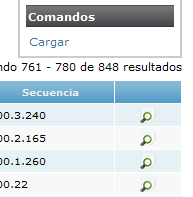 Comandos
Cargar
ndo 761 - 780 de 848 resultados
Secuencia
00.3.240
00.2.165
00.1.260
00.22